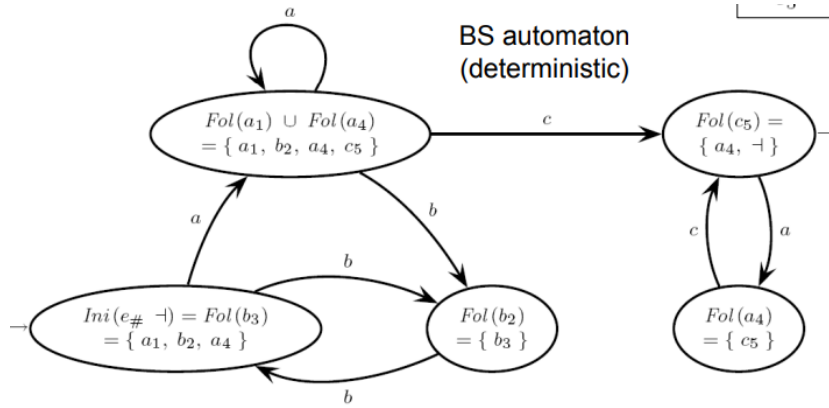 a
BS automaton
(deterministic)
Fol(a₁) ∪ Fol(a₄)
= { a₁, b₂, a₄, c₅ }
c
Fol(c₅) =
{ a₄, ⊣ }
a
b
c
a
b
Ini(e# ⊣) = Fol(b₃)
= { a₁, b₂, a₄ }
Fol(b₂)
= { b₃ }
Fol(a₄)
= { c₅ }
b